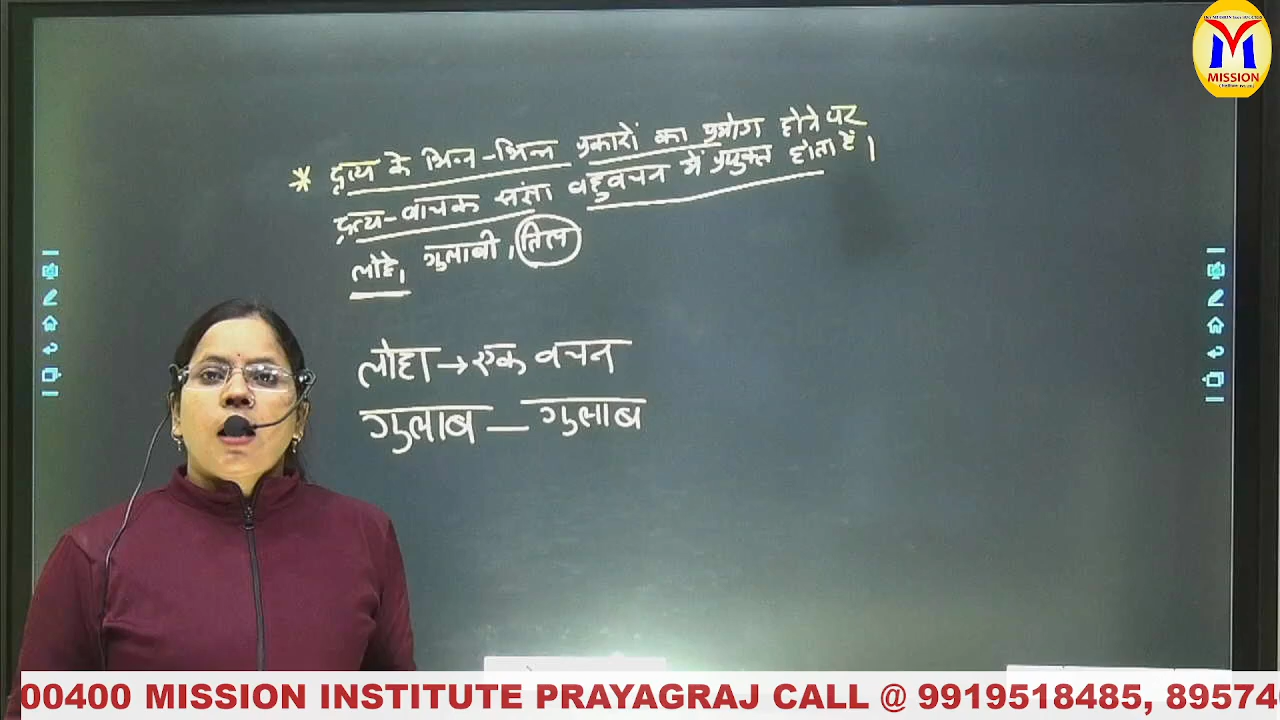 * द्रव्य के भिन्न-भिन्न प्रकारों का प्रयोग होने पर
द्रव्य-वाचक संज्ञा बहुवचन में प्रयुक्त होता है।
लोहे, गुलाबी, तिल
लोहा → एक वचन
गुलाब — गुलाब
MISSION
00400 MISSION INSTITUTE PRAYAGRAJ CALL @ 9919518485, 89574